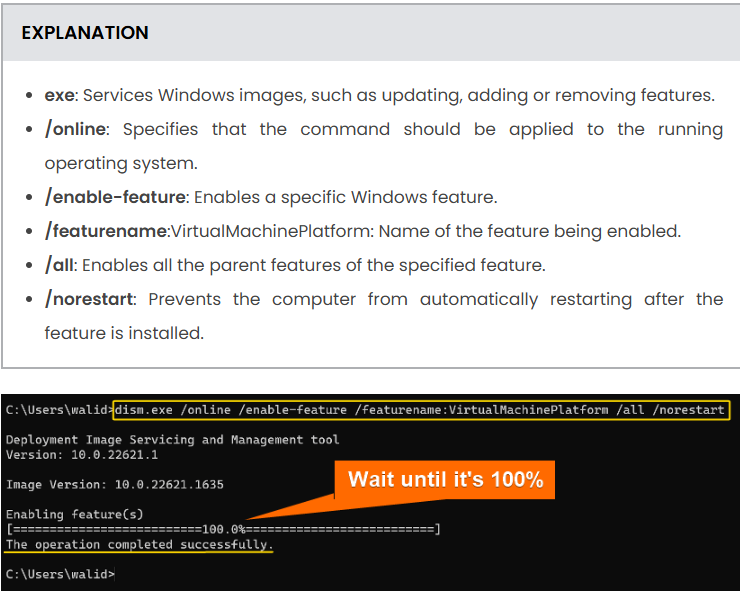 EXPLANATION
• exe: Services Windows images, such as updating, adding or removing features.
• /online: Specifies that the command should be applied to the running
operating system.
• /enable-feature: Enables a specific Windows feature.
• /featurename:VirtualMachinePlatform: Name of the feature being enabled.
• /all: Enables all the parent features of the specified feature.
• /norestart: Prevents the computer from automatically restarting after the
feature is installed.
C:\Users\walid>dism.exe /online /enable-feature /featurename:VirtualMachinePlatform /all /norestart
Deployment Image Servicing and Management tool
Version: 10.0.22621.1
Image Version: 10.0.22621.1635
Wait until it's 100%
Enabling feature(s)
[==========================100.0%==========================]
The operation completed successfully.
C:\Users\walid>